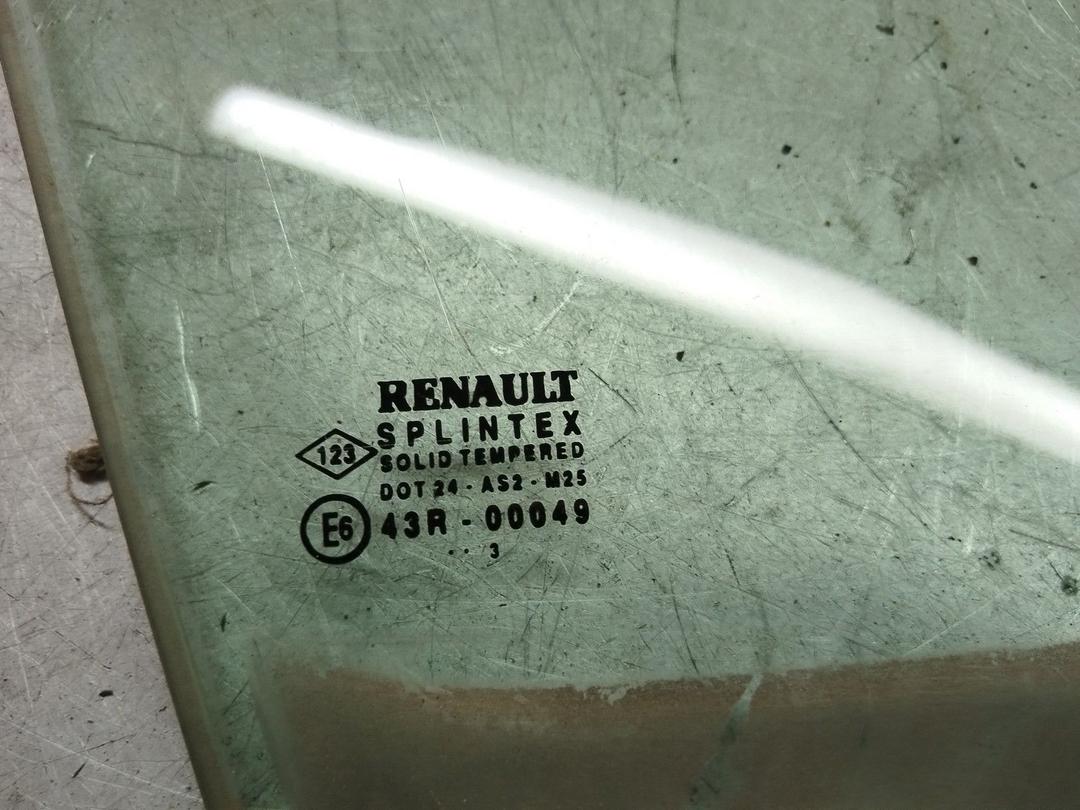 RENAULT
SPLINTEX
123
SOLID TEMPERED
DOT 24 - AS2 - M25
E6 43R - 00049
·· 3